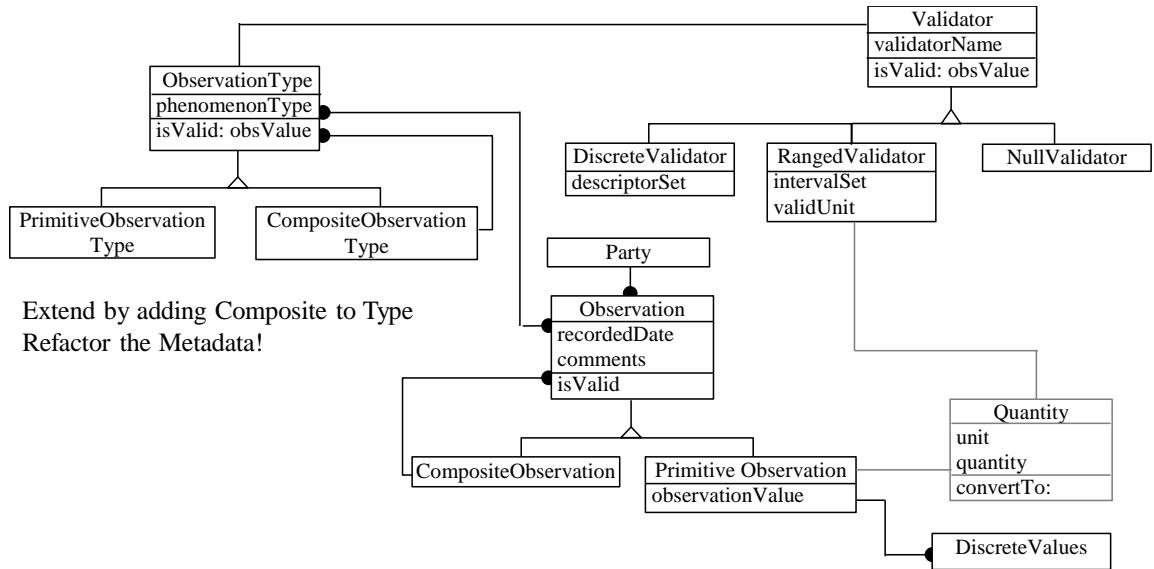 Validator
validatorName
isValid: obsValue
ObservationType
phenomenonType
isValid: obsValue
DiscreteValidator
descriptorSet
RangedValidator
intervalSet
validUnit
NullValidator
PrimitiveObservation
Type
CompositeObservation
Type
Party
Extend by adding Composite to Type
Refactor the Metadata!
Observation
recordedDate
comments
isValid
Quantity
unit
quantity
convertTo:
CompositeObservation
Primitive Observation
observationValue
DiscreteValues